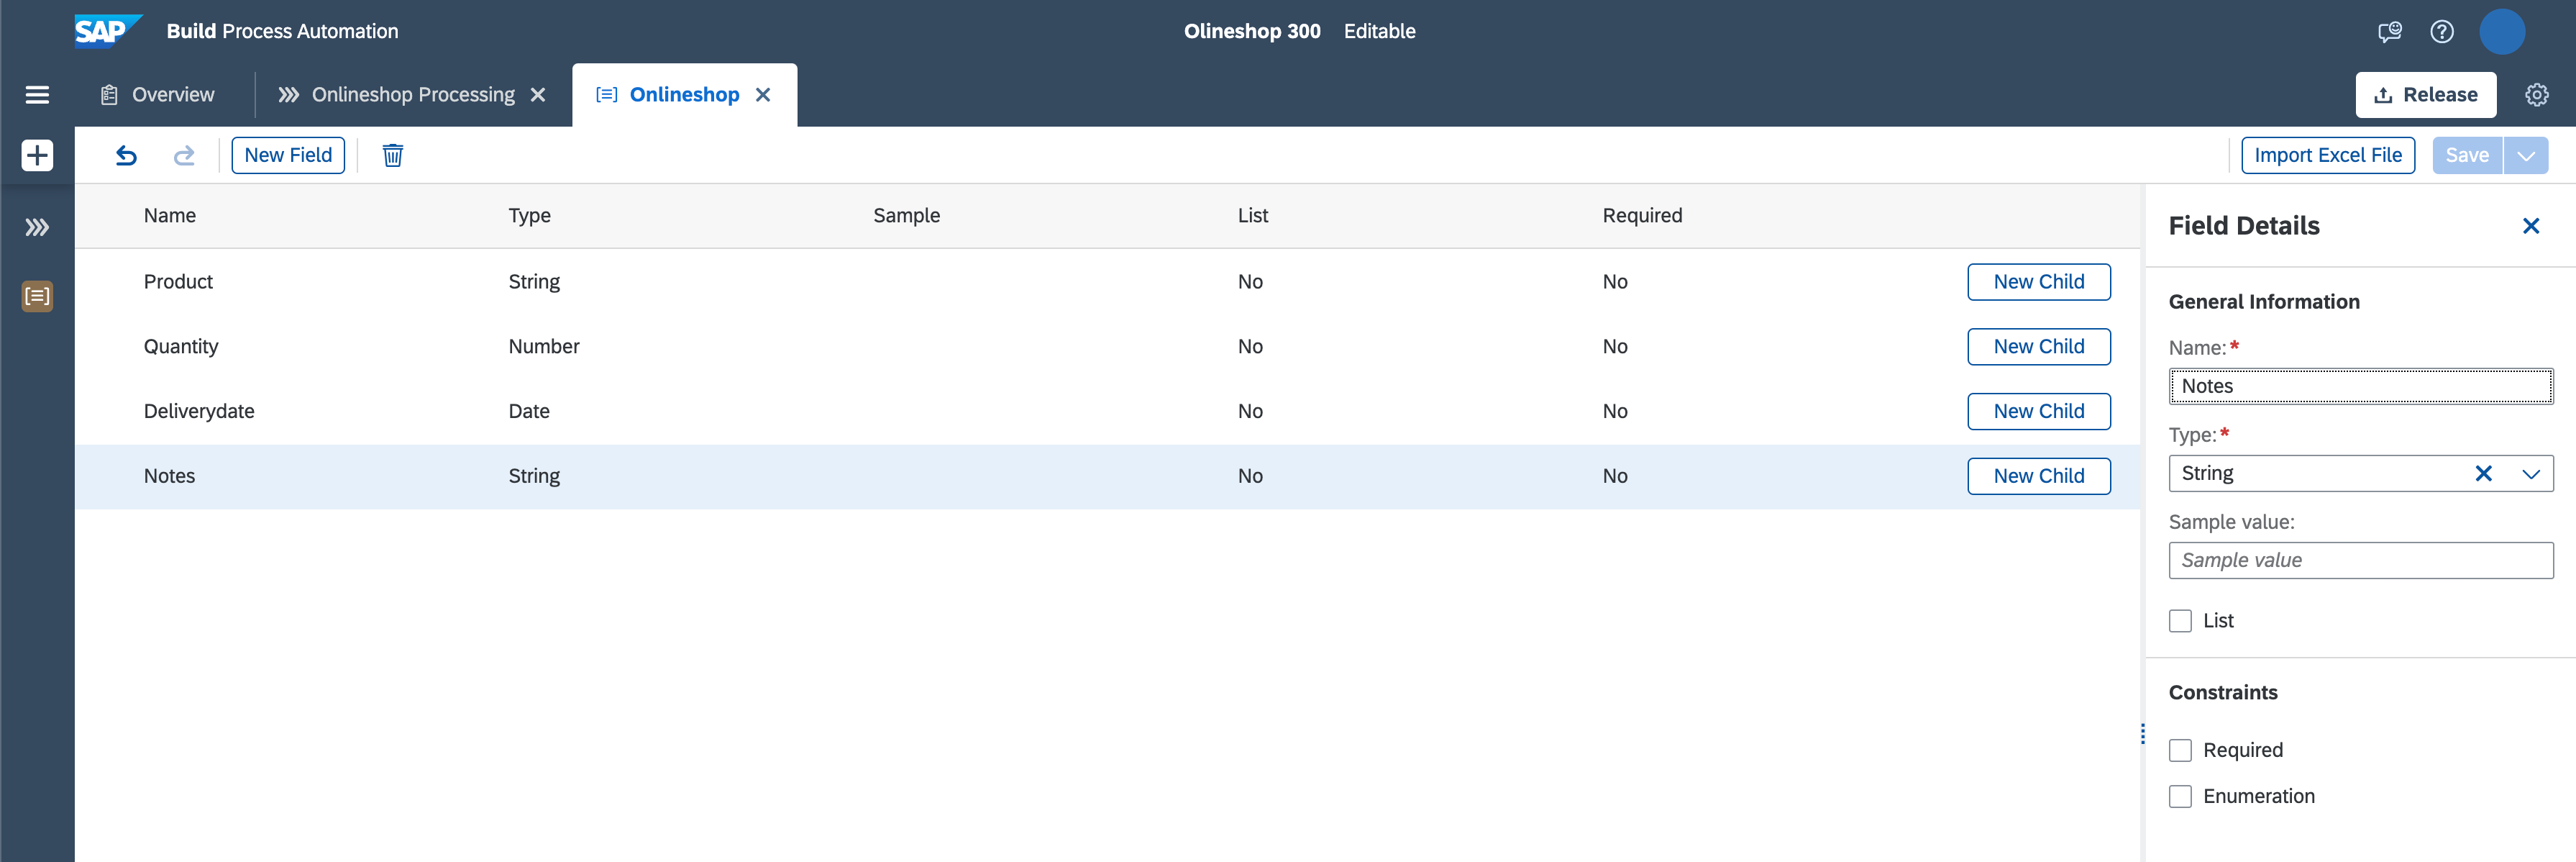 SAP Build Process Automation Olineshop 300 Editable
Overview Onlineshop Processing Onlineshop Release
New Field Import Excel File Save
Name Type Sample List Required
Product String No No New Child
Quantity Number No No New Child
Deliverydate Date No No New Child
Notes String No No New Child
Field Details
General Information
Name:*
Notes
Type:*
String
Sample value:
Sample value
List
Constraints
Required
Enumeration